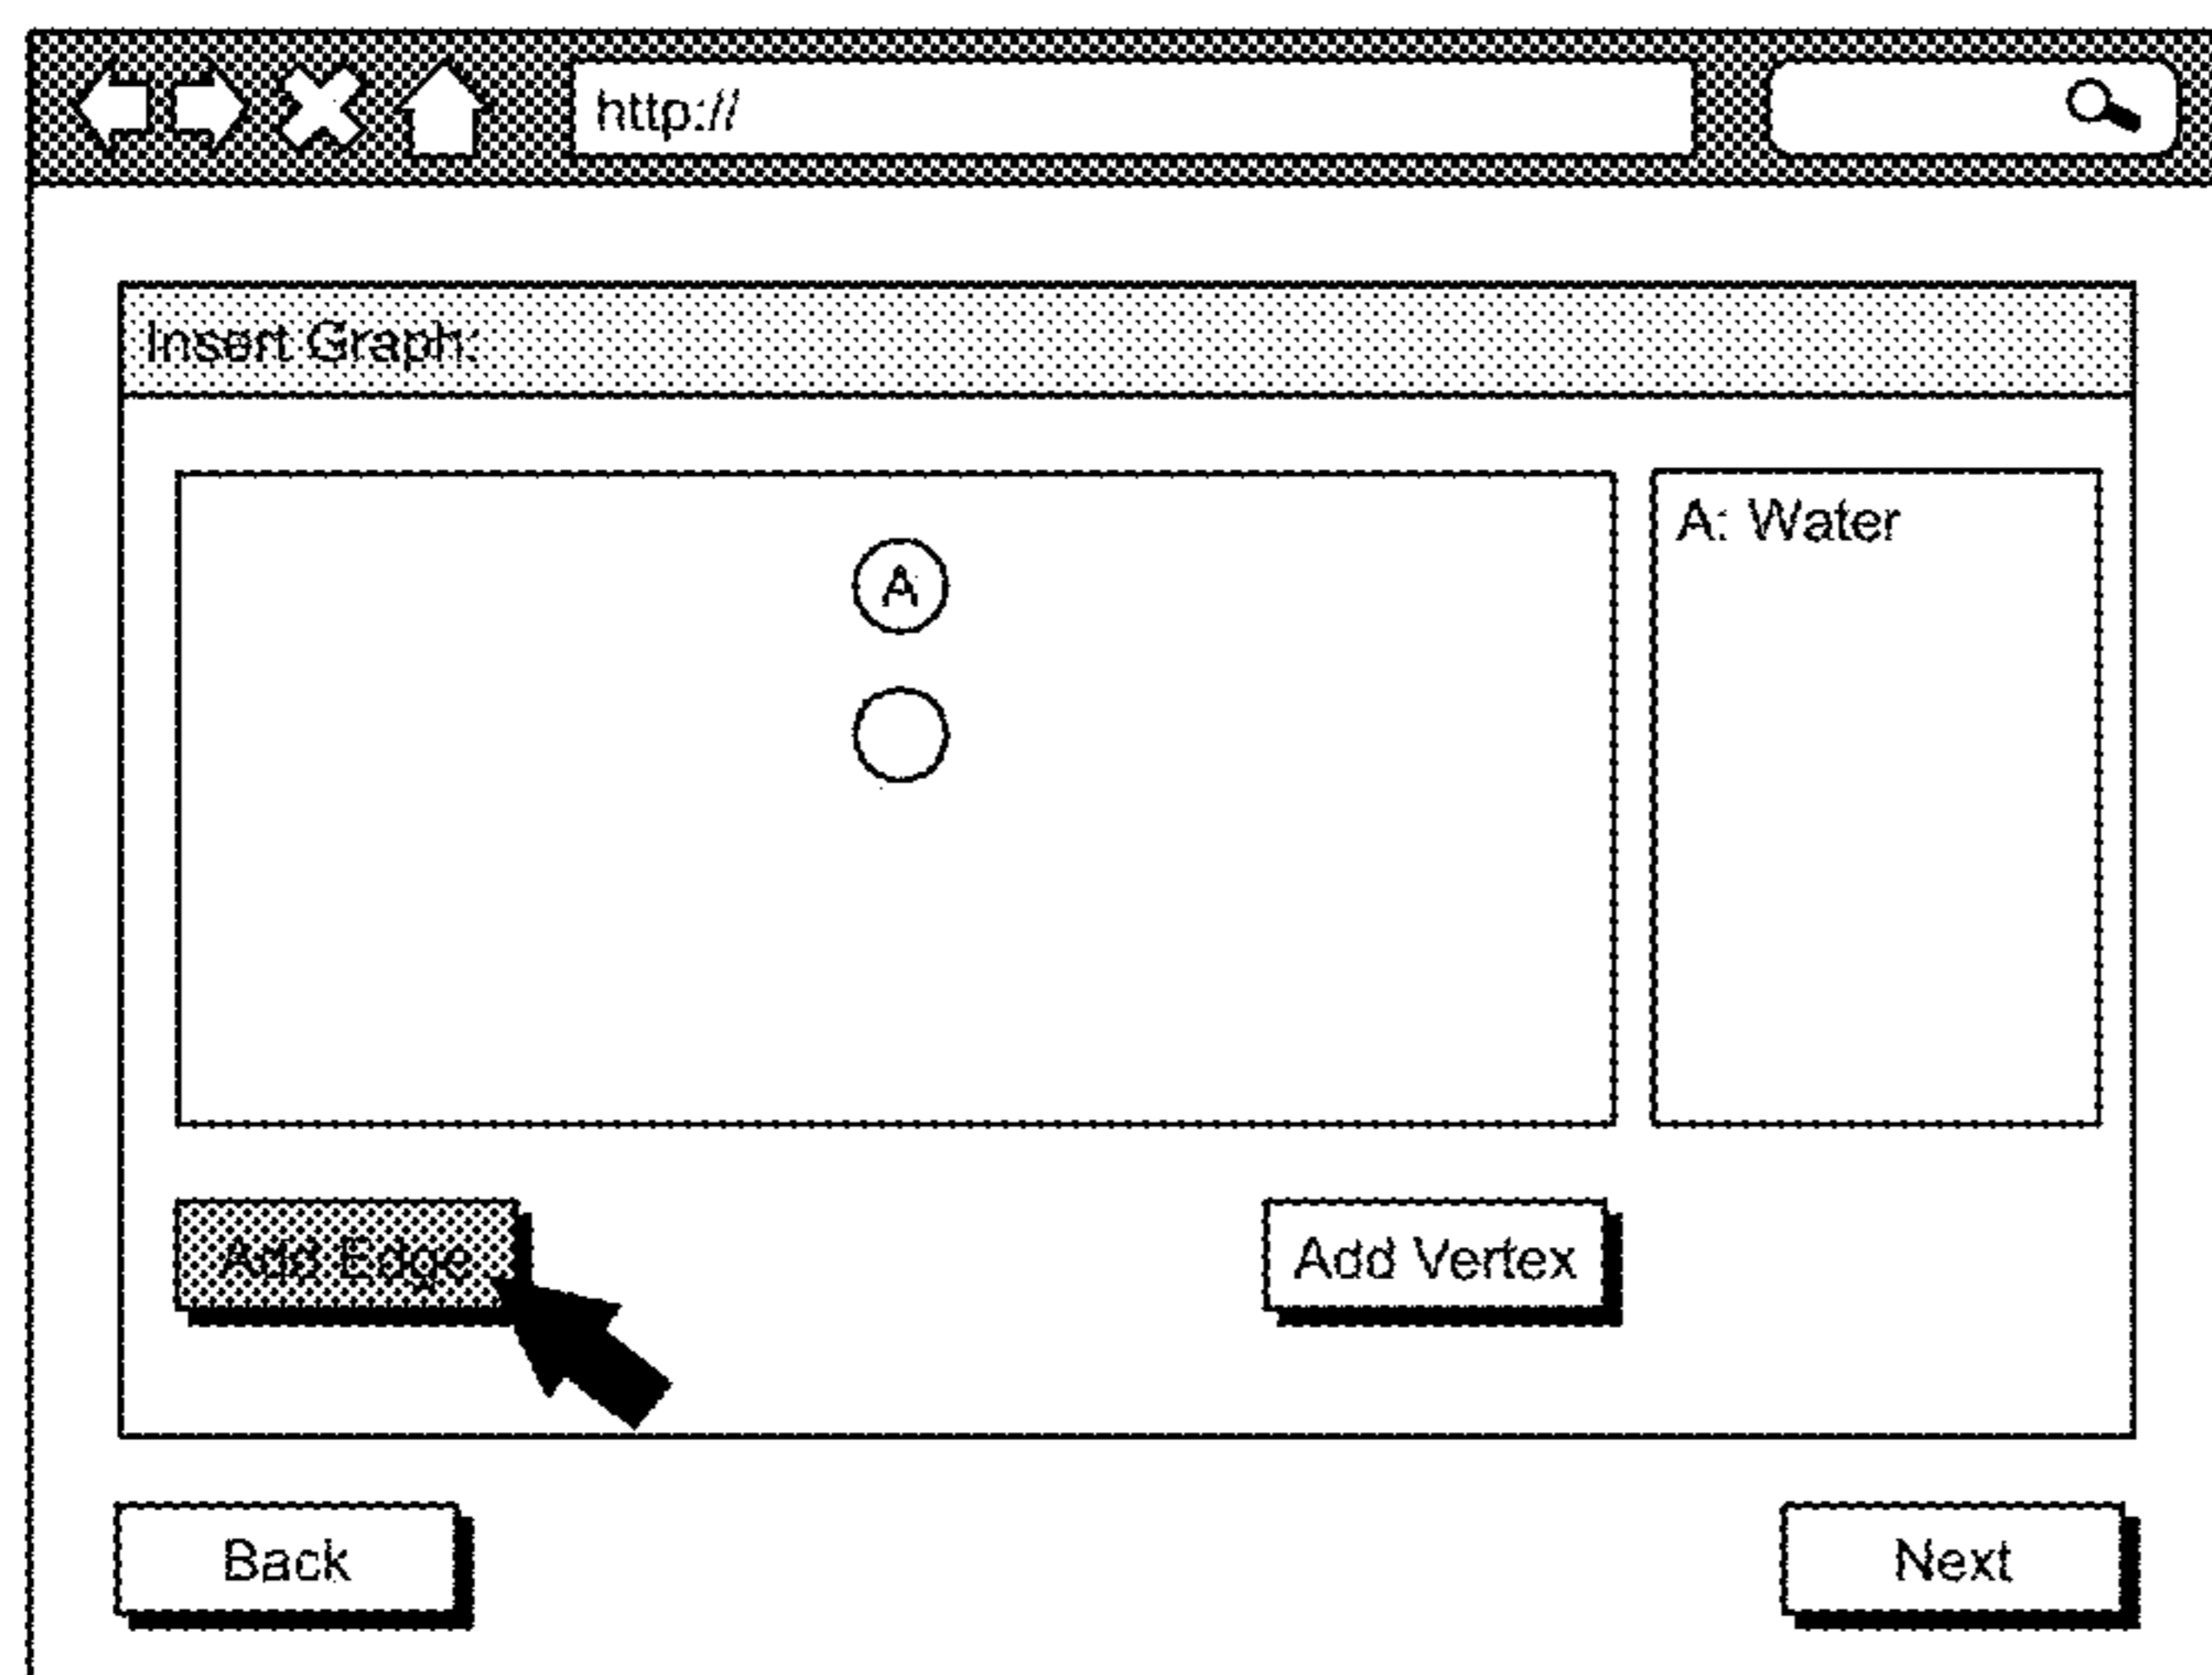 http://
Insert Graph:
A
A: Water
Add Edge
Add Vertex
Back
Next